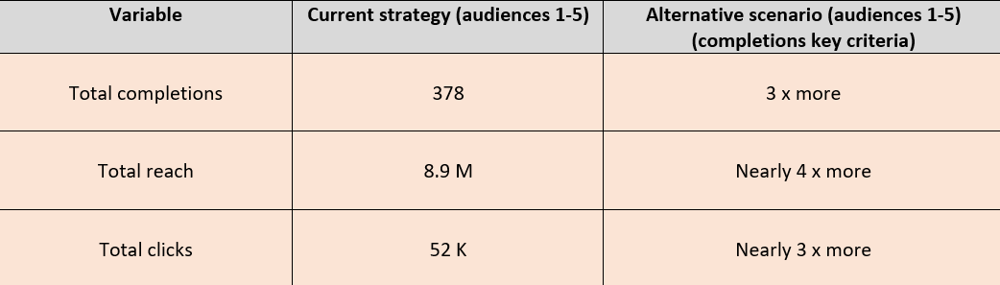 Variable
Current strategy (audiences 1-5)
Alternative scenario (audiences 1-5)
(completions key criteria)
Total completions
378
3 x more
Total reach
8.9 M
Nearly 4 x more
Total clicks
52 K
Nearly 3 x more